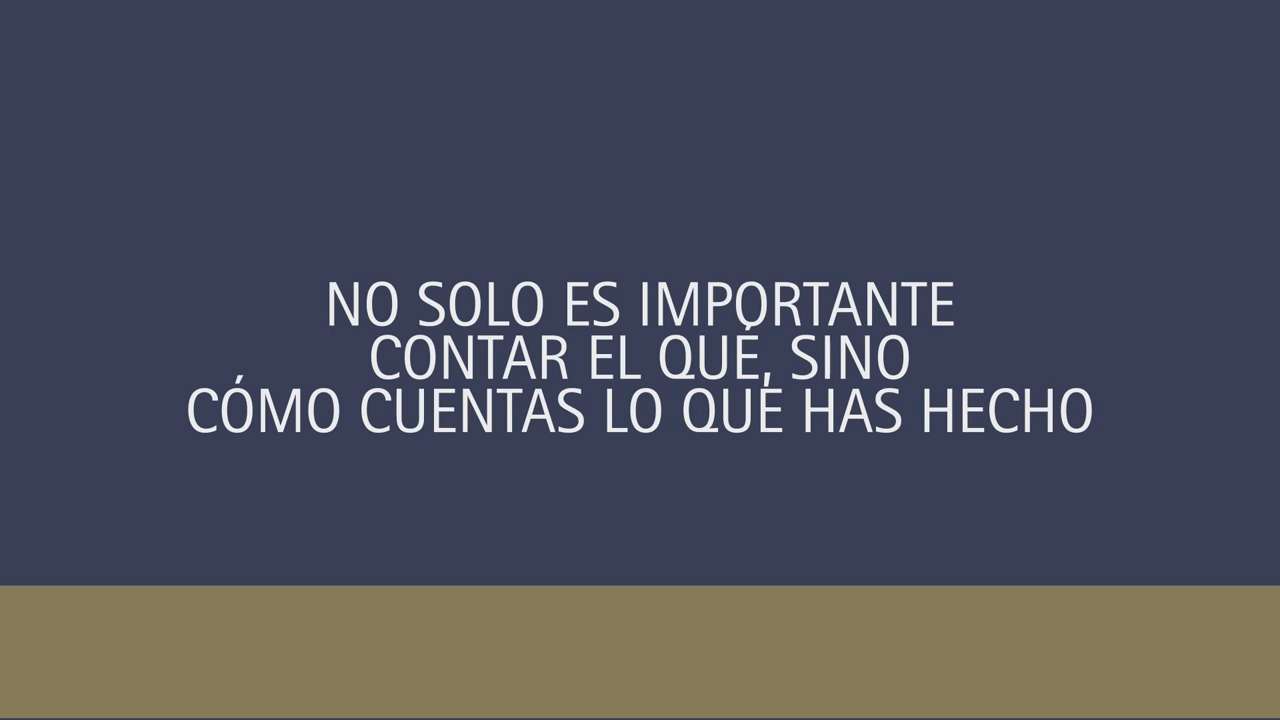 NO SOLO ES IMPORTANTE
CONTAR EL QUÉ, SINO
CÓMO CUENTAS LO QUE HAS HECHO